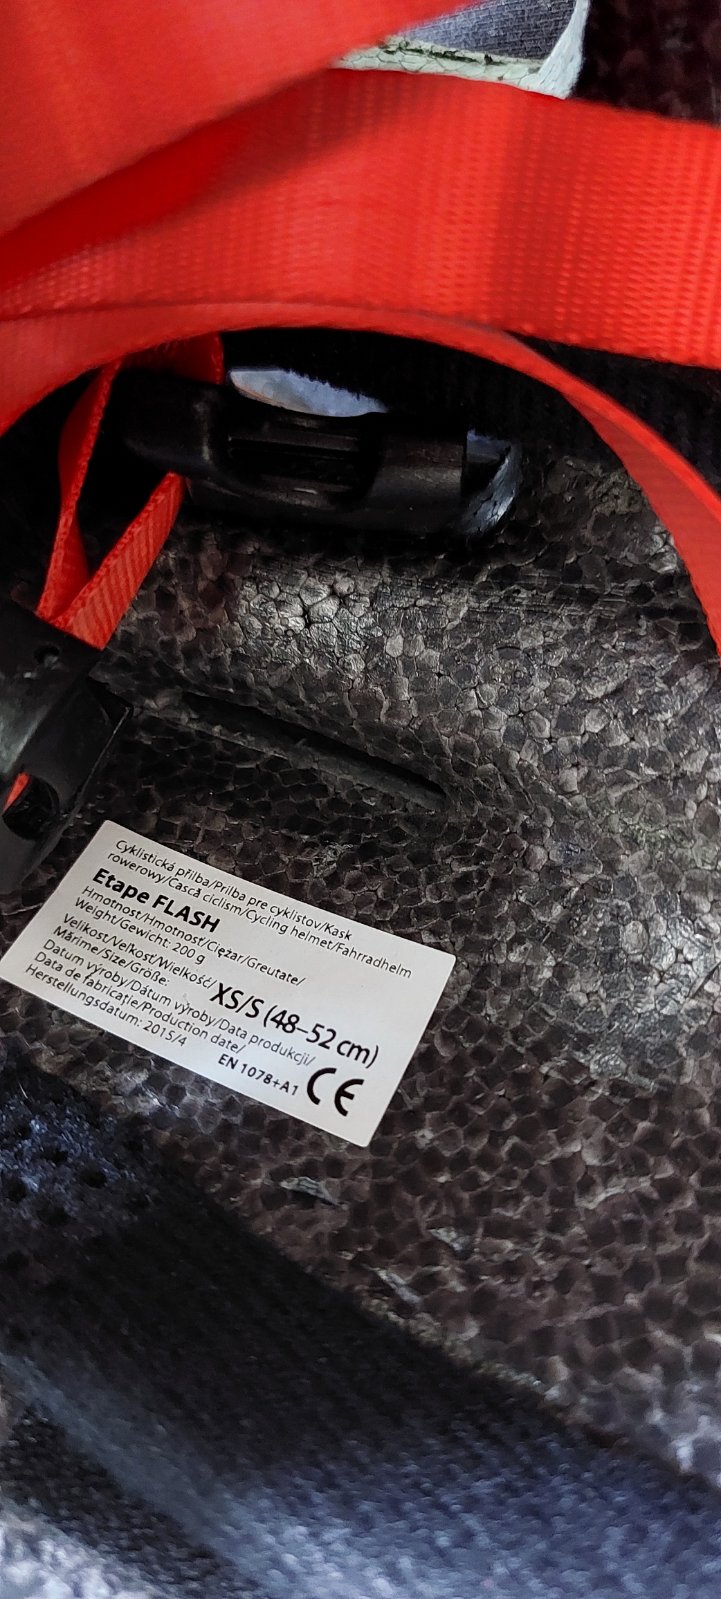 Cyklistická přilba/Prilba pre cyklistov/Kask
rowerowy/Cască ciclism/Cycling helmet/Fahrradhelm
Etape FLASH
Hmotnost/Hmotnosť/Ciężar/Greutate/
Weight/Gewicht: 200 g
Velikost/Veľkosť/Wielkość/
Mărime/Size/Größe:
XS/S (48–52 cm)
Datum výroby/Dátum výroby/Data produkcji/
Data de fabricaţie/Production date/
Herstellungsdatum: 2015/4
EN 1078+A1
CE